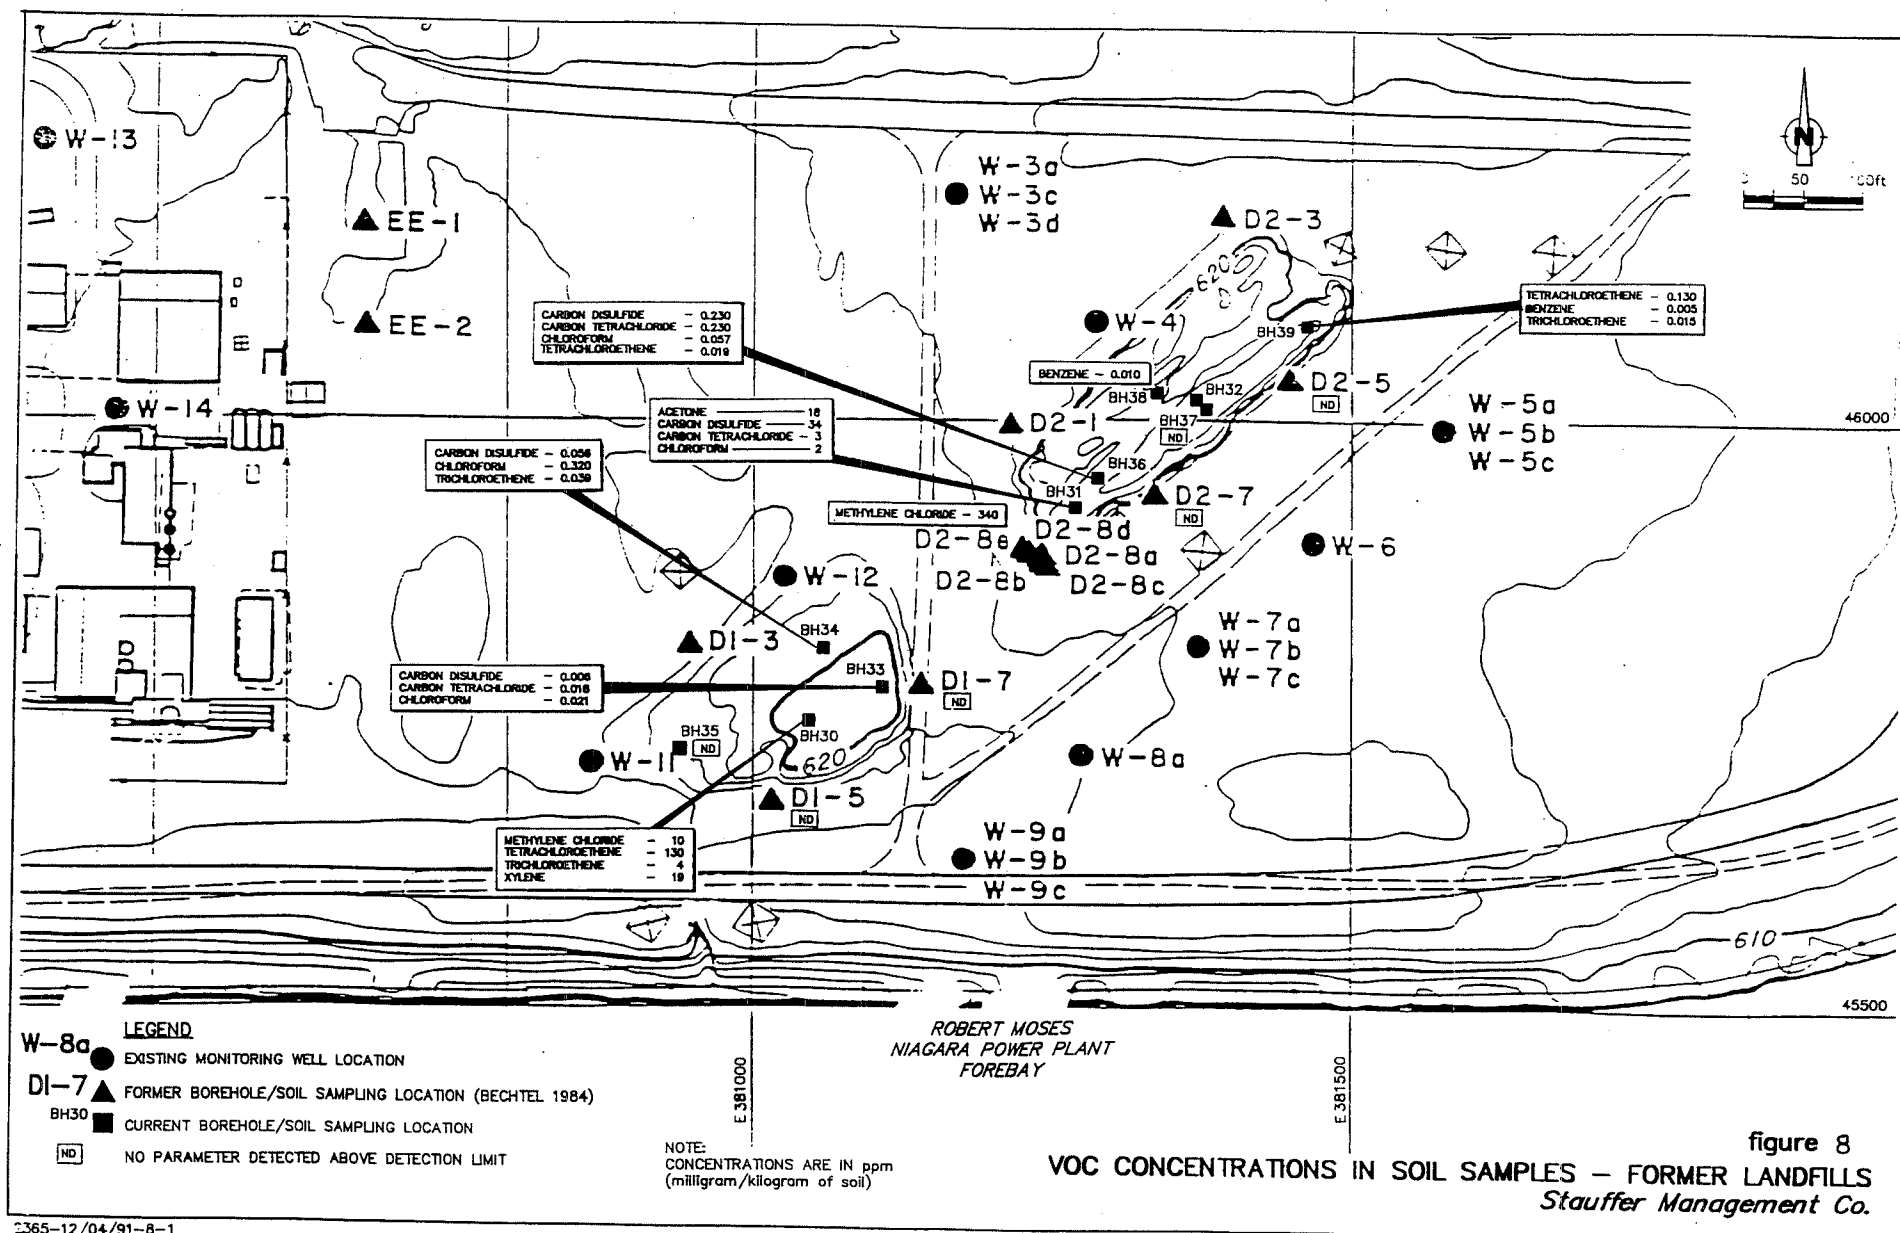 W-13
EE-1
EE-2
W-14
W-3a
W-3c
W-3d
D2-3
N
50
620
W-4
BH39
TETRACHLOROETHENE - 0.130
BENZENE - 0.005
TRICHLOROETHENE - 0.015
CARBON DISULFIDE - 0.230
CARBON TETRACHLORIDE - 0.230
CHLOROFORM - 0.057
TETRACHLOROETHENE - 0.019
BENZENE - 0.010
BH38
BH32
BH37
ND
D2-5
ND
D2-1
W-5a
W-5b
W-5c
46000
ACETONE 18
CARBON DISULFIDE 34
CARBON TETRACHLORIDE - 3
CHLOROFORM 2
CARBON DISULFIDE - 0.056
CHLOROFORM - 0.320
TRICHLOROETHENE - 0.039
BH36
BH31
D2-7
ND
METHYLENE CHLORIDE - 340
D2-8e
D2-8d
D2-8a
D2-8b
D2-8c
W-6
W-12
W-7a
W-7b
W-7c
D1-3
BH34
BH33
CARBON DISULFIDE - 0.006
CARBON TETRACHLORIDE - 0.016
CHLOROFORM - 0.021
D1-7
ND
BH35
ND
BH30
W-11
620
W-8a
D1-5
ND
METHYLENE CHLORIDE - 10
TETRACHLOROETHENE - 130
TRICHLOROETHENE - 4
XYLENE - 19
W-9a
W-9b
W-9c
610
45500
LEGEND
W-8a EXISTING MONITORING WELL LOCATION
D1-7 FORMER BOREHOLE/SOIL SAMPLING LOCATION (BECHTEL 1984)
BH30 CURRENT BOREHOLE/SOIL SAMPLING LOCATION
ND NO PARAMETER DETECTED ABOVE DETECTION LIMIT
ROBERT MOSES
NIAGARA POWER PLANT
FOREBAY
E 381000
E 381500
NOTE:
CONCENTRATIONS ARE IN ppm
(milligram/kilogram of soil)
figure 8
VOC CONCENTRATIONS IN SOIL SAMPLES - FORMER LANDFILLS
Stauffer Management Co.